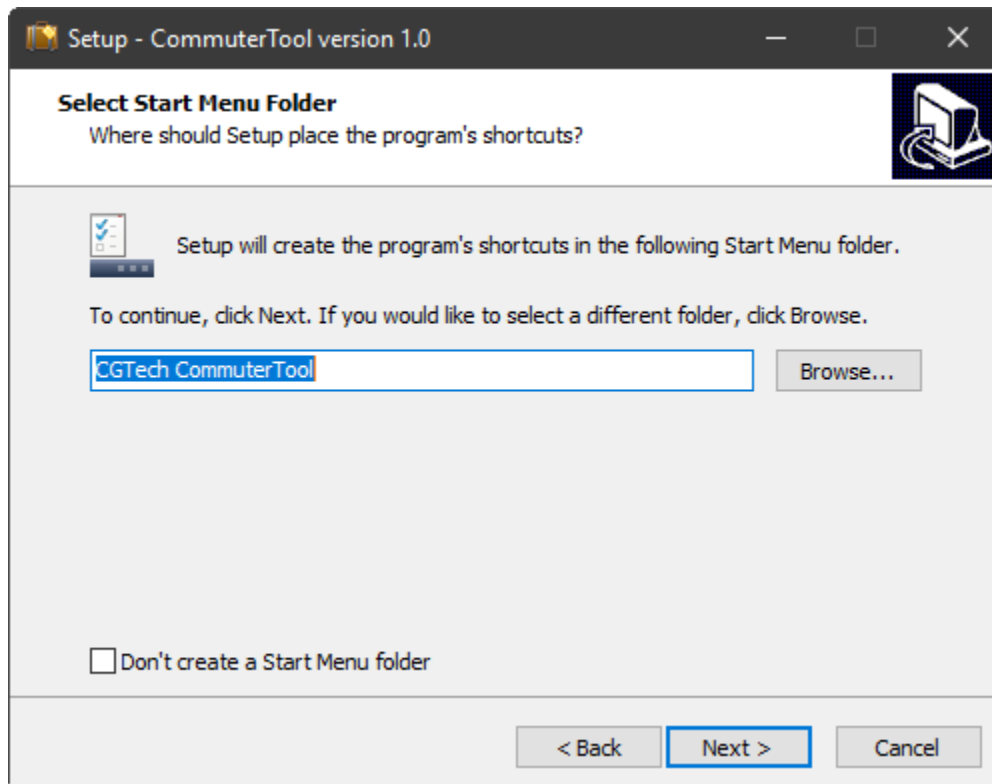 Setup - CommuterTool version 1.0
Select Start Menu Folder
Where should Setup place the program's shortcuts?
Setup will create the program's shortcuts in the following Start Menu folder.
To continue, click Next. If you would like to select a different folder, click Browse.
CGTech CommuterTool
Browse...
Don't create a Start Menu folder
< Back
Next >
Cancel